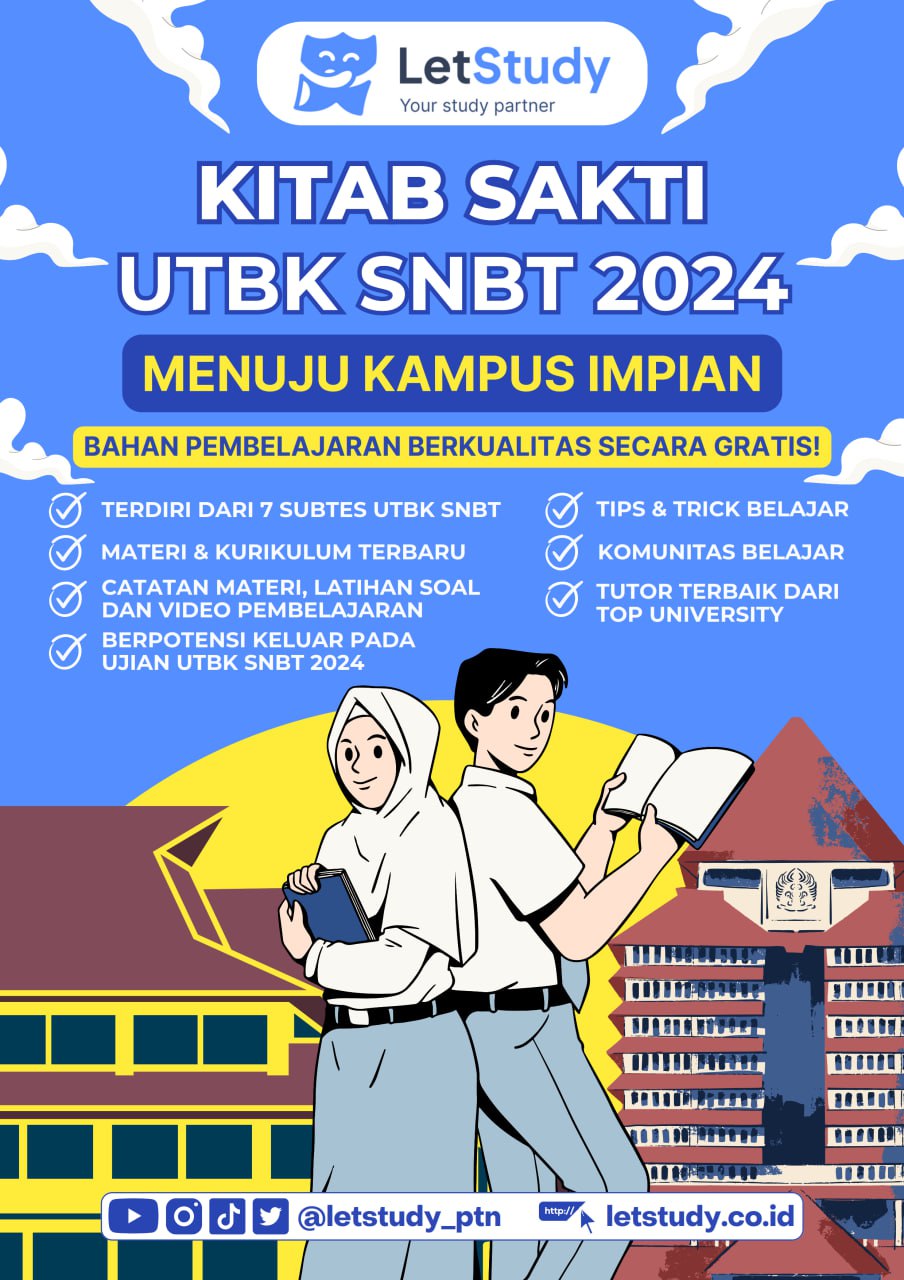 LetStudy
Your study partner
KITAB SAKTI
UTBK SNBT 2024
MENUJU KAMPUS IMPIAN
BAHAN PEMBELAJARAN BERKUALITAS SECARA GRATIS!
TERDIRI DARI 7 SUBTES UTBK SNBT
MATERI & KURIKULUM TERBARU
CATATAN MATERI, LATIHAN SOAL
DAN VIDEO PEMBELAJARAN
BERPOTENSI KELUAR PADA
UJIAN UTBK SNBT 2024
TIPS & TRICK BELAJAR
KOMUNITAS BELAJAR
TUTOR TERBAIK DARI
TOP UNIVERSITY
@letstudy_ptn
http://
letstudy.co.id